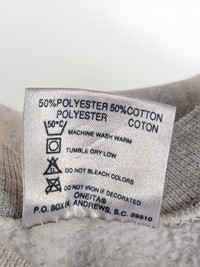 50%POLYESTER 50%COTTON
POLYESTER COTON
50°C MACHINE WASH WARM
TUMBLE DRY LOW
DO NOT BLEACH COLORS
DO NOT IRON IF DECORATED
ONEITA®
P.O. BOX ANDREWS, S.C. 29510